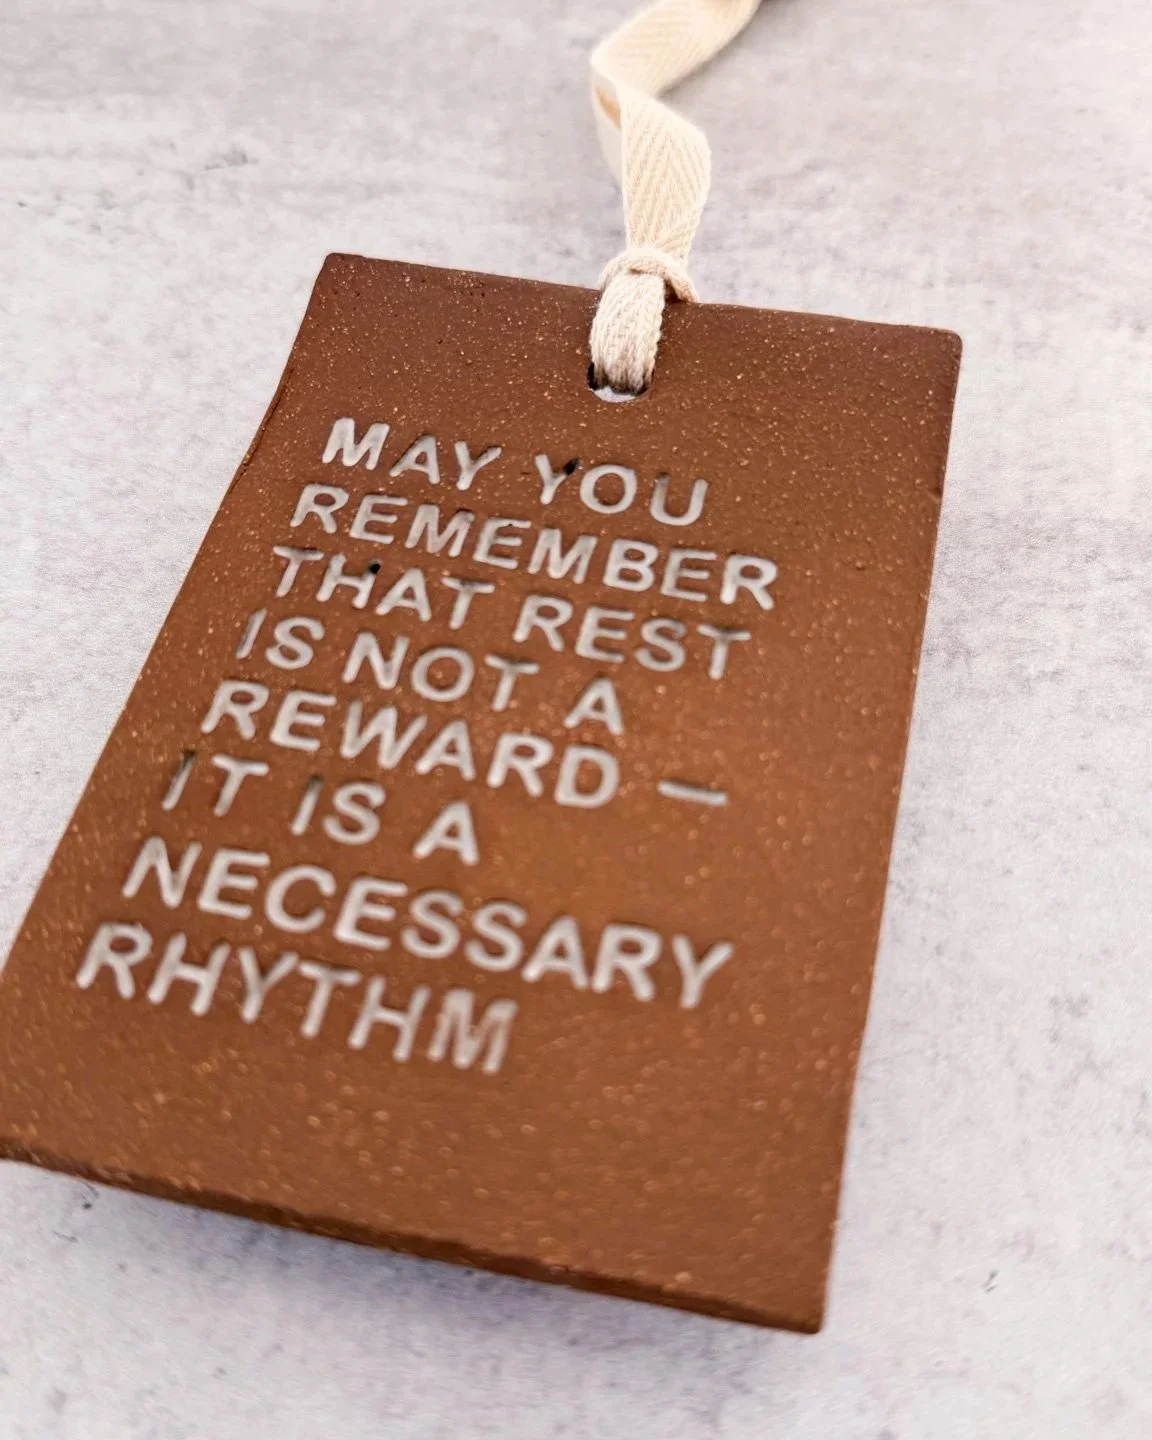 MAY YOU
REMEMBER
THAT REST
IS NOT A
REWARD —
IT IS A
NECESSARY
RHYTHM